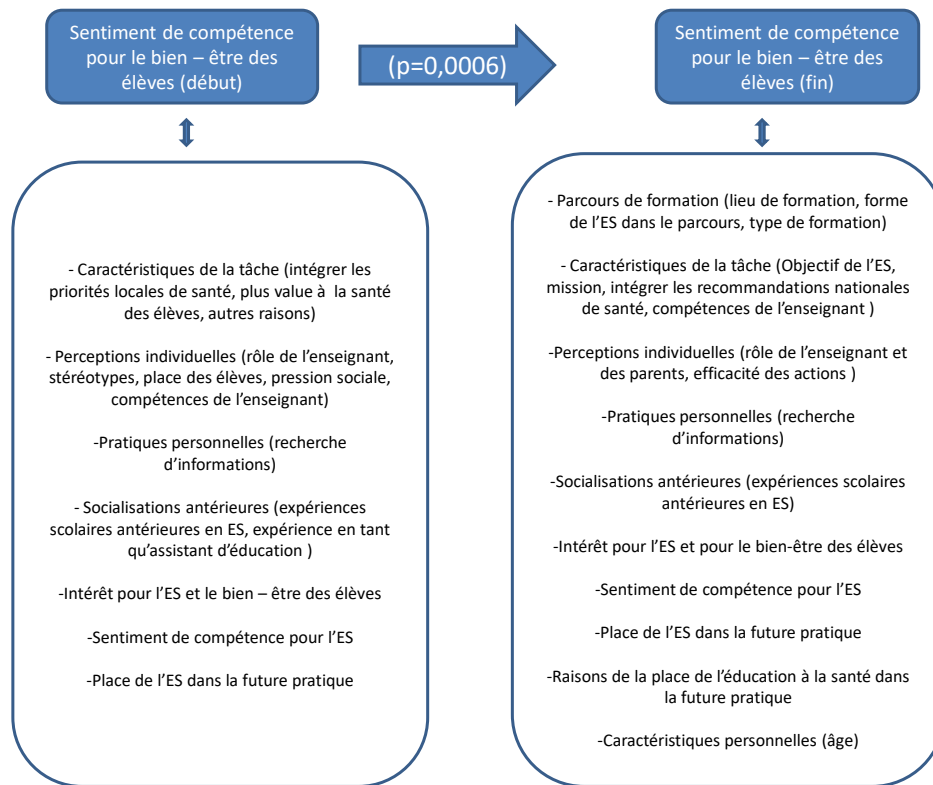 Sentiment de compétence
pour le bien – être des
élèves (début)
(p=0,0006)
Sentiment de compétence
pour le bien – être des
élèves (fin)
- Caractéristiques de la tâche (intégrer les
priorités locales de santé, plus value à la santé
des élèves, autres raisons)
- Perceptions individuelles (rôle de l'enseignant,
stéréotypes, place des élèves, pression sociale,
compétences de l'enseignant)
-Pratiques personnelles (recherche
d'informations)
- Socialisations antérieures (expériences
scolaires antérieures en ES, expérience en tant
qu'assistant d'éducation )
-Intérêt pour l'ES et le bien – être des élèves
-Sentiment de compétence pour l'ES
-Place de l'ES dans la future pratique
- Parcours de formation (lieu de formation, forme
de l'ES dans le parcours, type de formation)
- Caractéristiques de la tâche (Objectif de l'ES,
mission, intégrer les recommandations nationales
de santé, compétences de l'enseignant )
-Perceptions individuelles (rôle de l'enseignant et
des parents, efficacité des actions )
-Pratiques personnelles (recherche
d'informations)
-Socialisations antérieures (expériences scolaires
antérieures en ES)
-Intérêt pour l'ES et pour le bien-être des élèves
-Sentiment de compétence pour l'ES
-Place de l'ES dans la future pratique
-Raisons de la place de l'éducation à la santé dans
la future pratique
-Caractéristiques personnelles (âge)